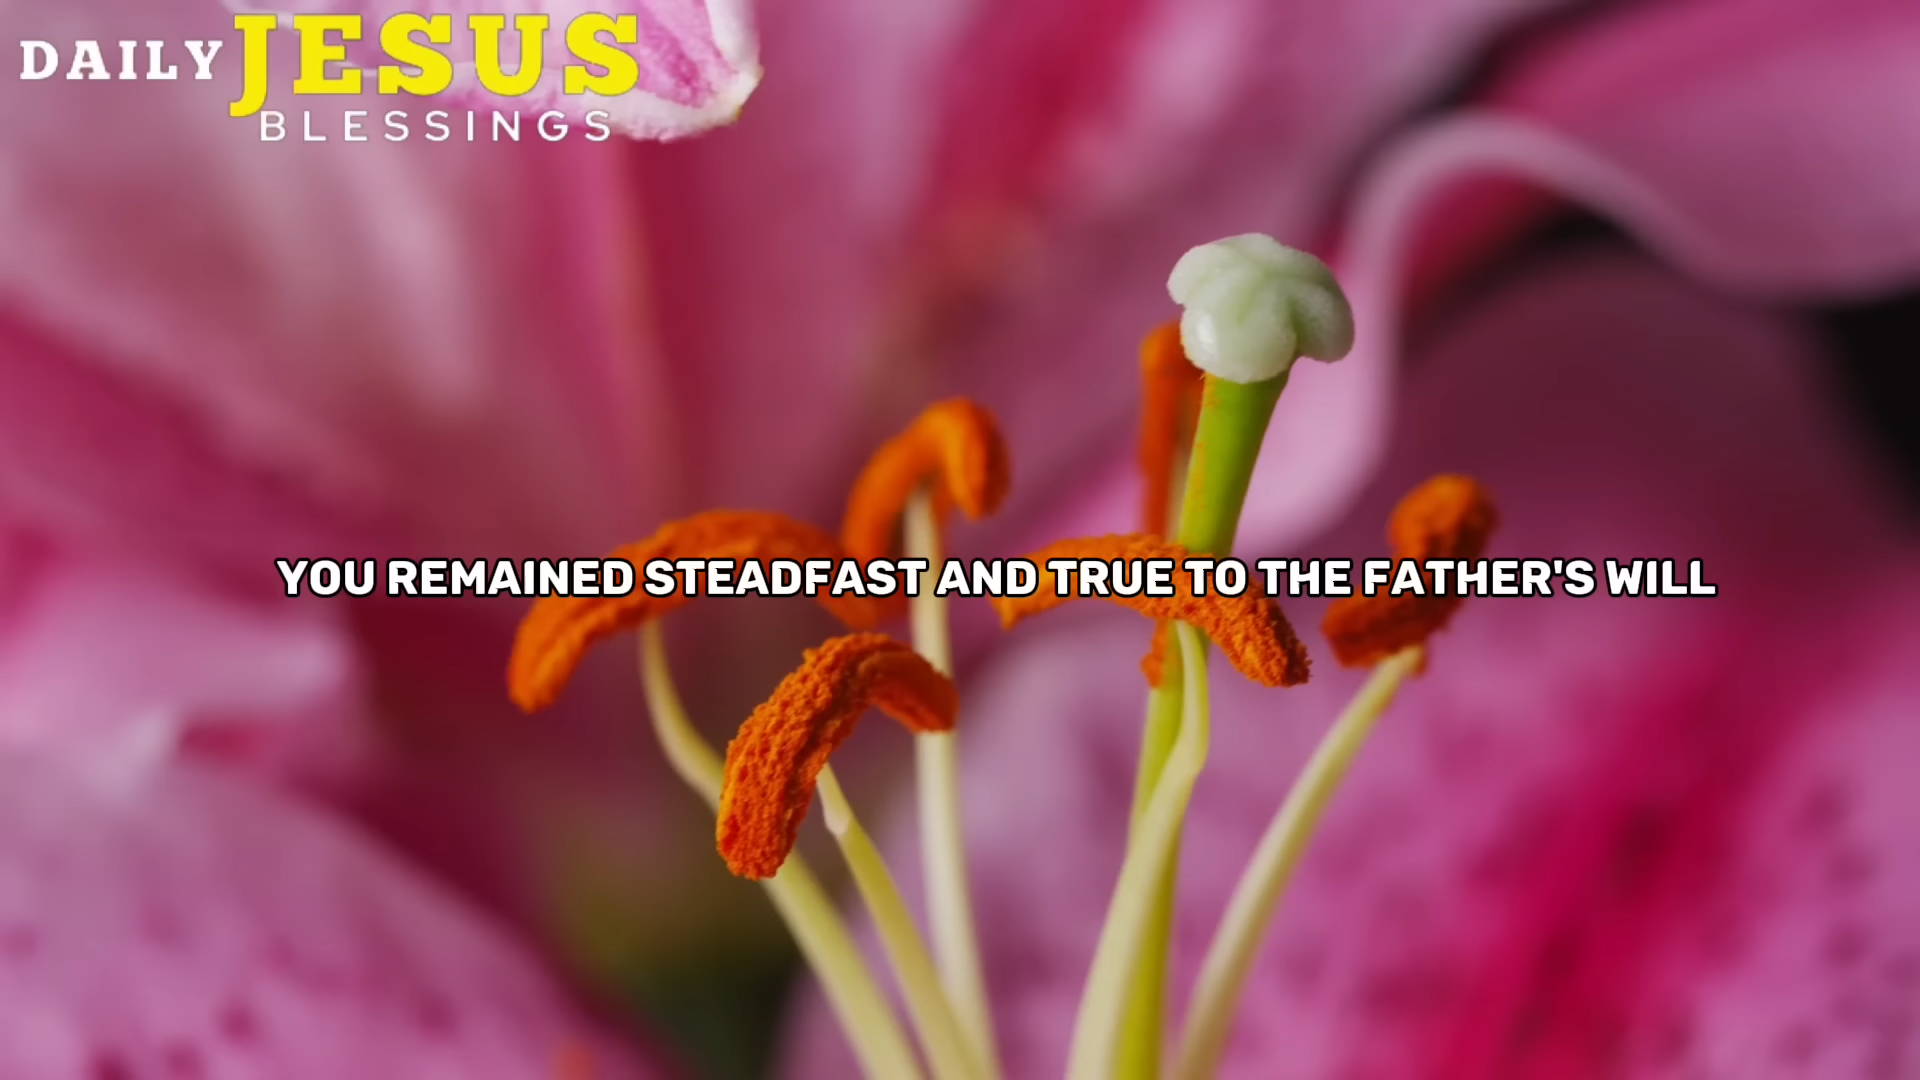 DAILY JESUS
BLESSINGS
YOU REMAINED STEADFAST AND TRUE TO THE FATHER'S WILL